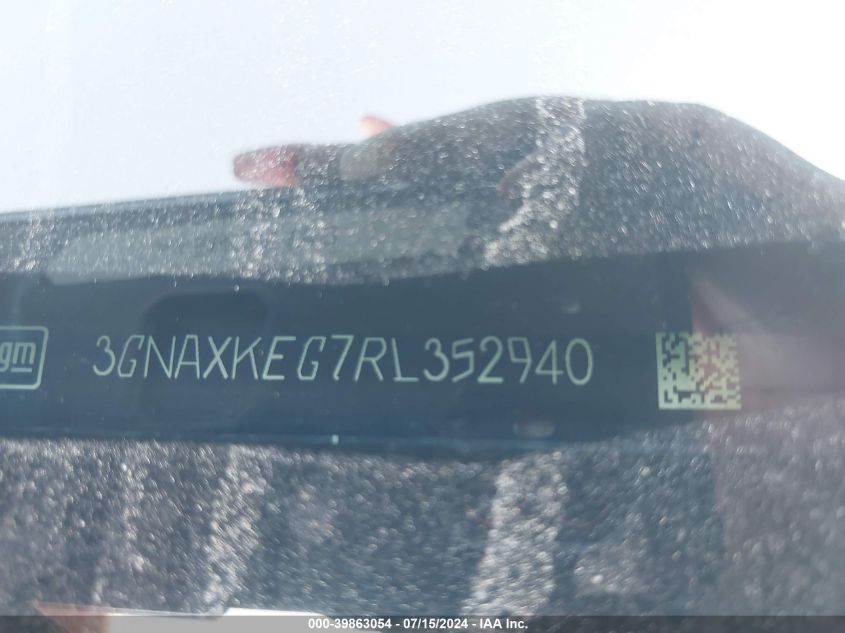 gm 3GNAXKEG7RL352940
000-39863054 - 07/15/2024 - IAA Inc.